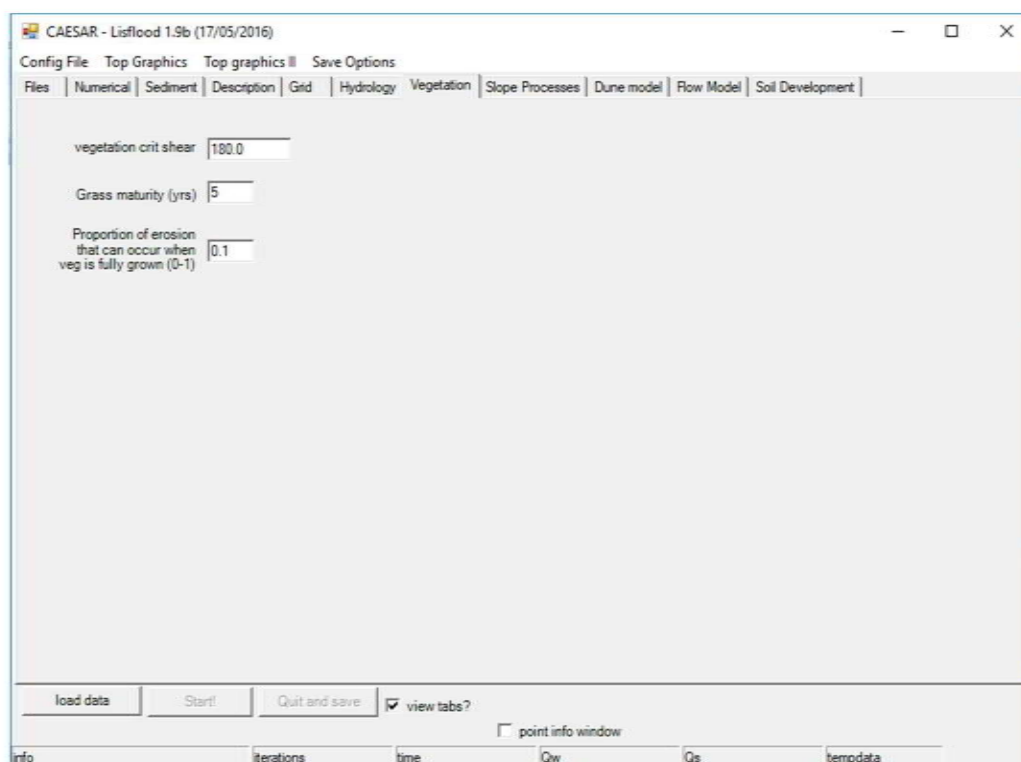 CAESAR - Lisflood 1.9b (17/05/2016)
Config File Top Graphics Top graphics II Save Options
Files Numerical Sediment Description Grid Hydrology Vegetation Slope Processes Dune model Flow Model Soil Development
vegetation crit shear 180.0
Grass maturity (yrs) 5
Proportion of erosion
that can occur when 0.1
veg is fully grown (0-1)
load data Start! Quit and save view tabs?
point info window
info iterations time Qw Qs tempdata